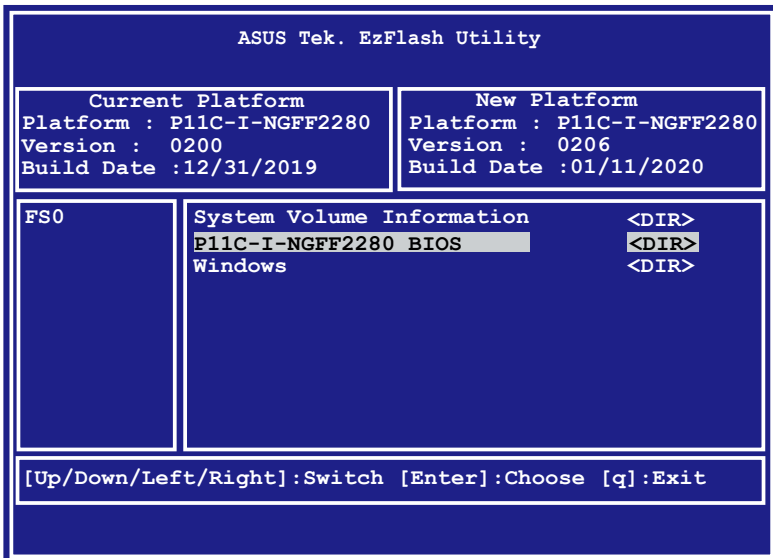 ASUS Tek. EzFlash Utility
Current Platform
Platform : P11C-I-NGFF2280
Version : 0200
Build Date :12/31/2019
New Platform
Platform : P11C-I-NGFF2280
Version : 0206
Build Date :01/11/2020
FS0
System Volume Information <DIR>
P11C-I-NGFF2280 BIOS <DIR>
Windows <DIR>
[Up/Down/Left/Right]:Switch [Enter]:Choose [q]:Exit